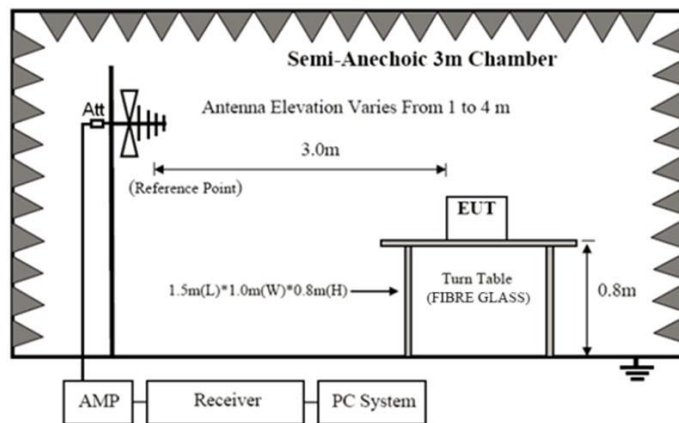 Semi-Anechoic 3m Chamber
Att
Antenna Elevation Varies From 1 to 4 m
3.0m
(Reference Point)
EUT
1.5m(L)*1.0m(W)*0.8m(H)
Turn Table
(FIBRE GLASS)
0.8m
AMP
Receiver
PC System